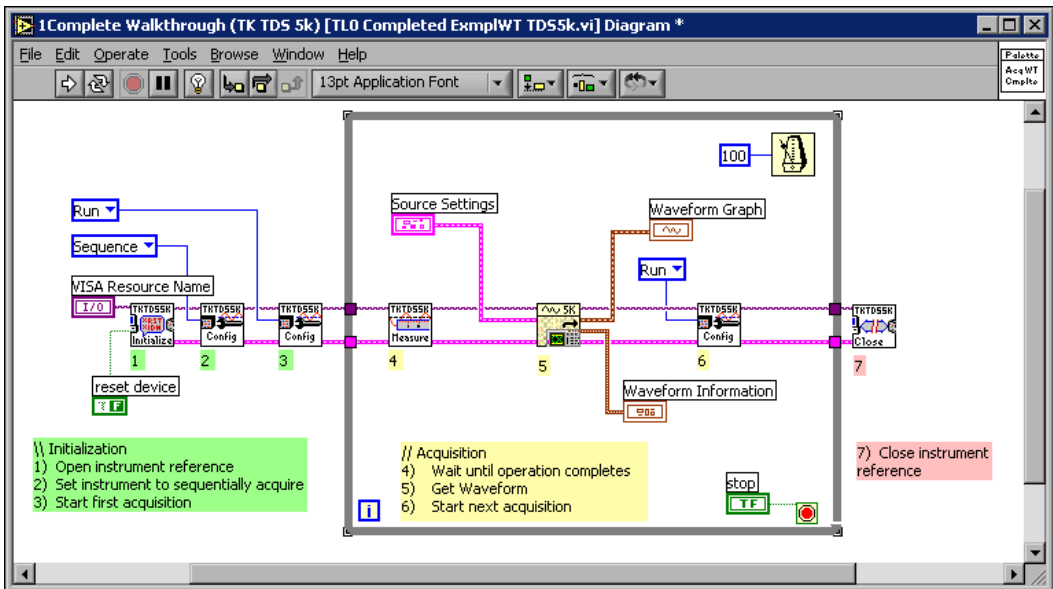 1Complete Walkthrough (TK TDS 5k) [TL0 Completed ExmplWT TDS5k.vi] Diagram *
File Edit Operate Tools Browse Window Help
Palette
Acq WT
Cmplte
13pt Application Font
100
Source Settings
Waveform Graph
Run
Sequence
Run
VISA Resource Name
I/O
TKTDS5K
Initialize
TKTDS5K
Config
TKTDS5K
Config
TKTDS5K
Measure
5K
TKTDS5K
Config
TKTDS5K
Close
1
2
3
4
5
6
7
reset device
F
Waveform Information
\\ Initialization
1) Open instrument reference
2) Set instrument to sequentially acquire
3) Start first acquisition
// Acquisition
4) Wait until operation completes
5) Get Waveform
6) Start next acquisition
7) Close instrument
reference
stop
TF
i